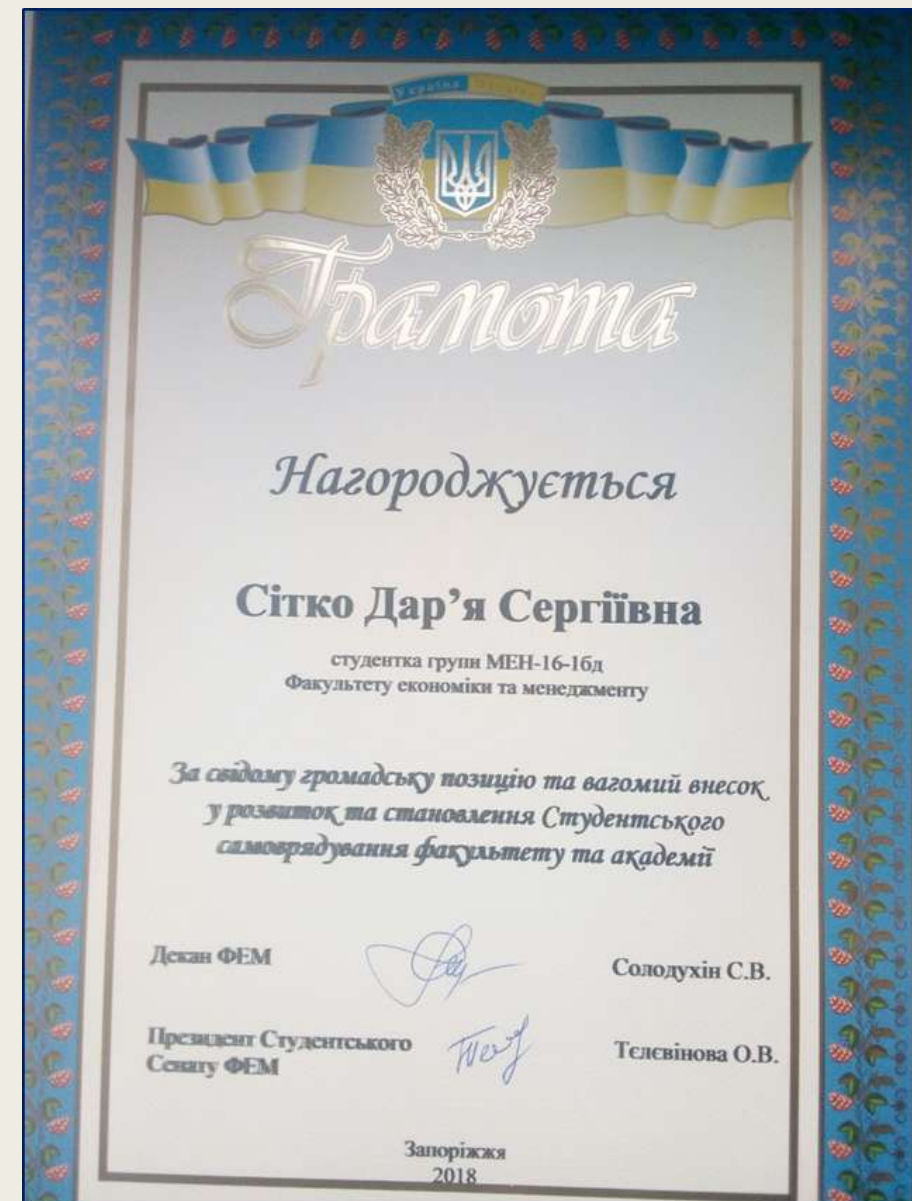 Україна
Грамота
Нагороджується
Сітко Дар’я Сергіївна
студентка групи МЕН-16-1бд
Факультету економіки та менеджменту
За свідому громадську позицію та вагомий внесок
у розвиток та становлення Студентського
самоврядування факультету та академії
Декан ФЕМ
Солодухін С.В.
Президент Студентського
Сенату ФЕМ
Тєлєвінова О.В.
Запоріжжя
2018